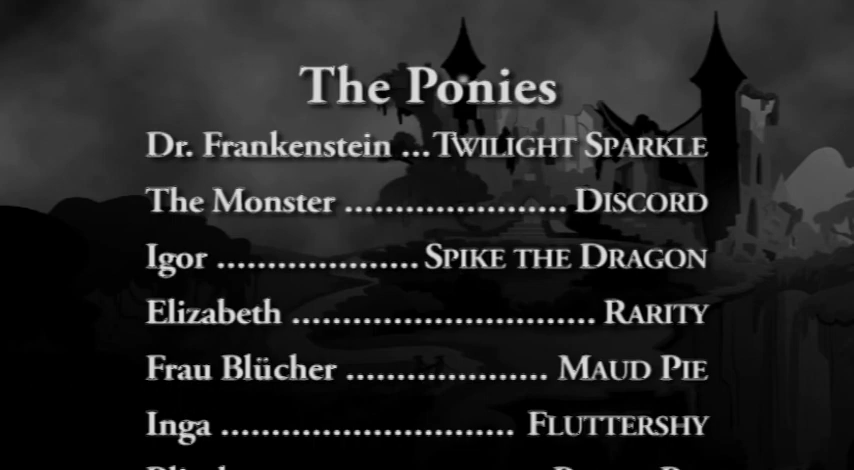 The Ponies
Dr. Frankenstein ...TWILIGHT SPARKLE
The Monster ...................... DISCORD
Igor .................... SPIKE THE DRAGON
Elizabeth .............................. RARITY
Frau Blücher .................... MAUD PIE
Inga ............................. FLUTTERSHY